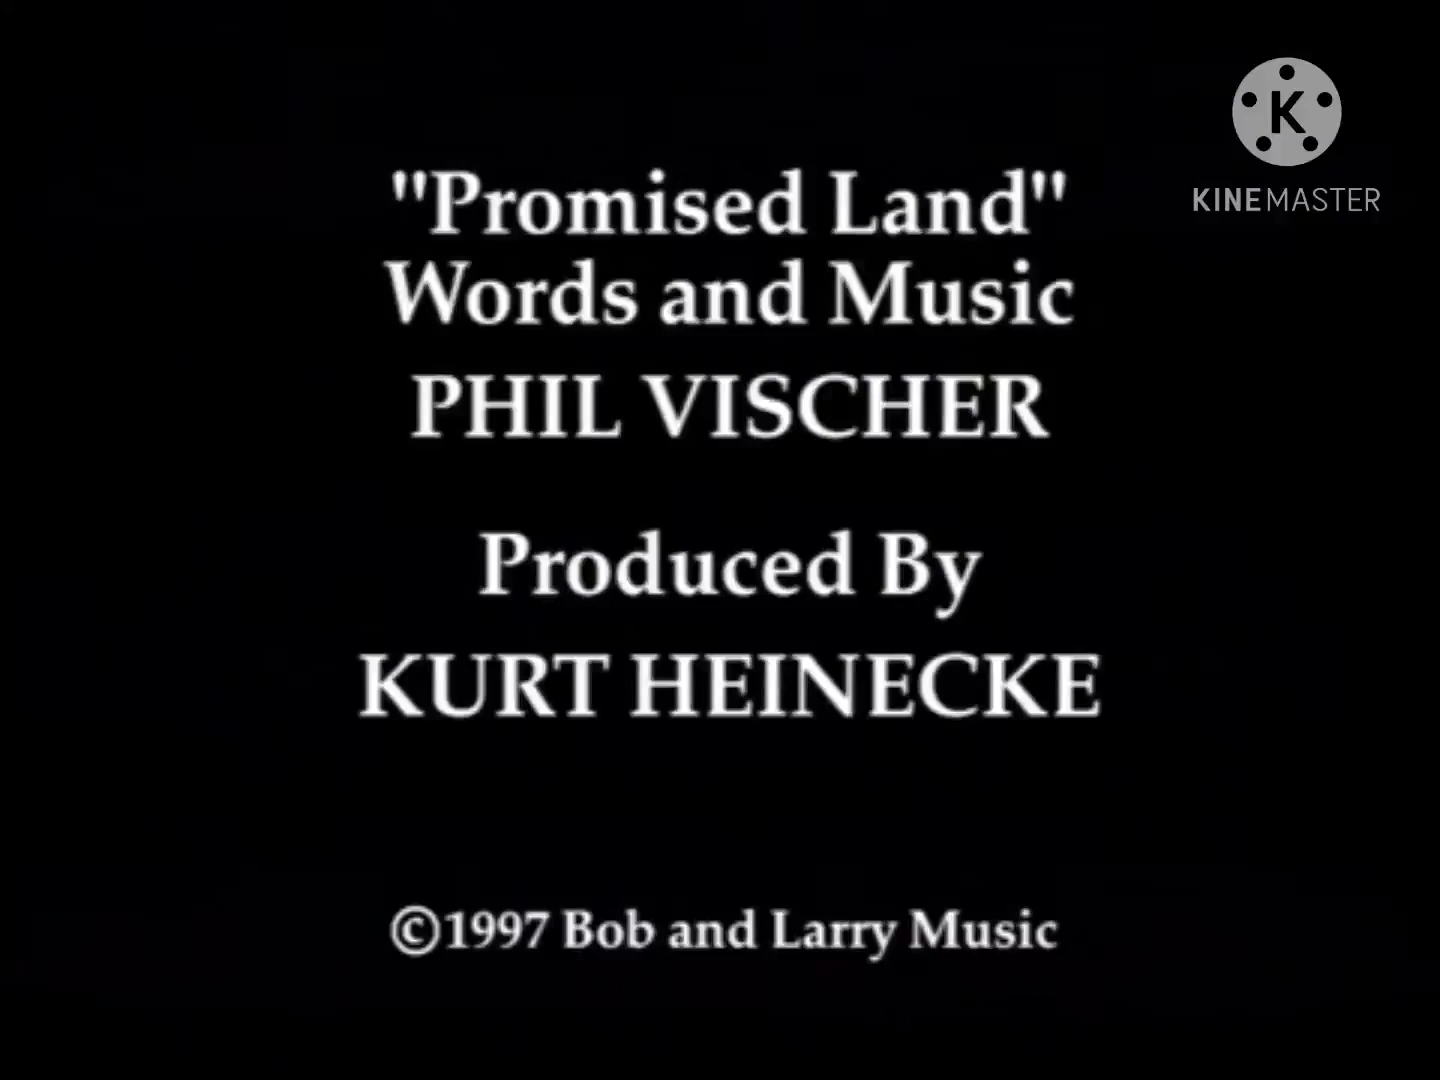 "Promised Land"
Words and Music
PHIL VISCHER
Produced By
KURT HEINECKE
©1997 Bob and Larry Music
K
KINEMASTER